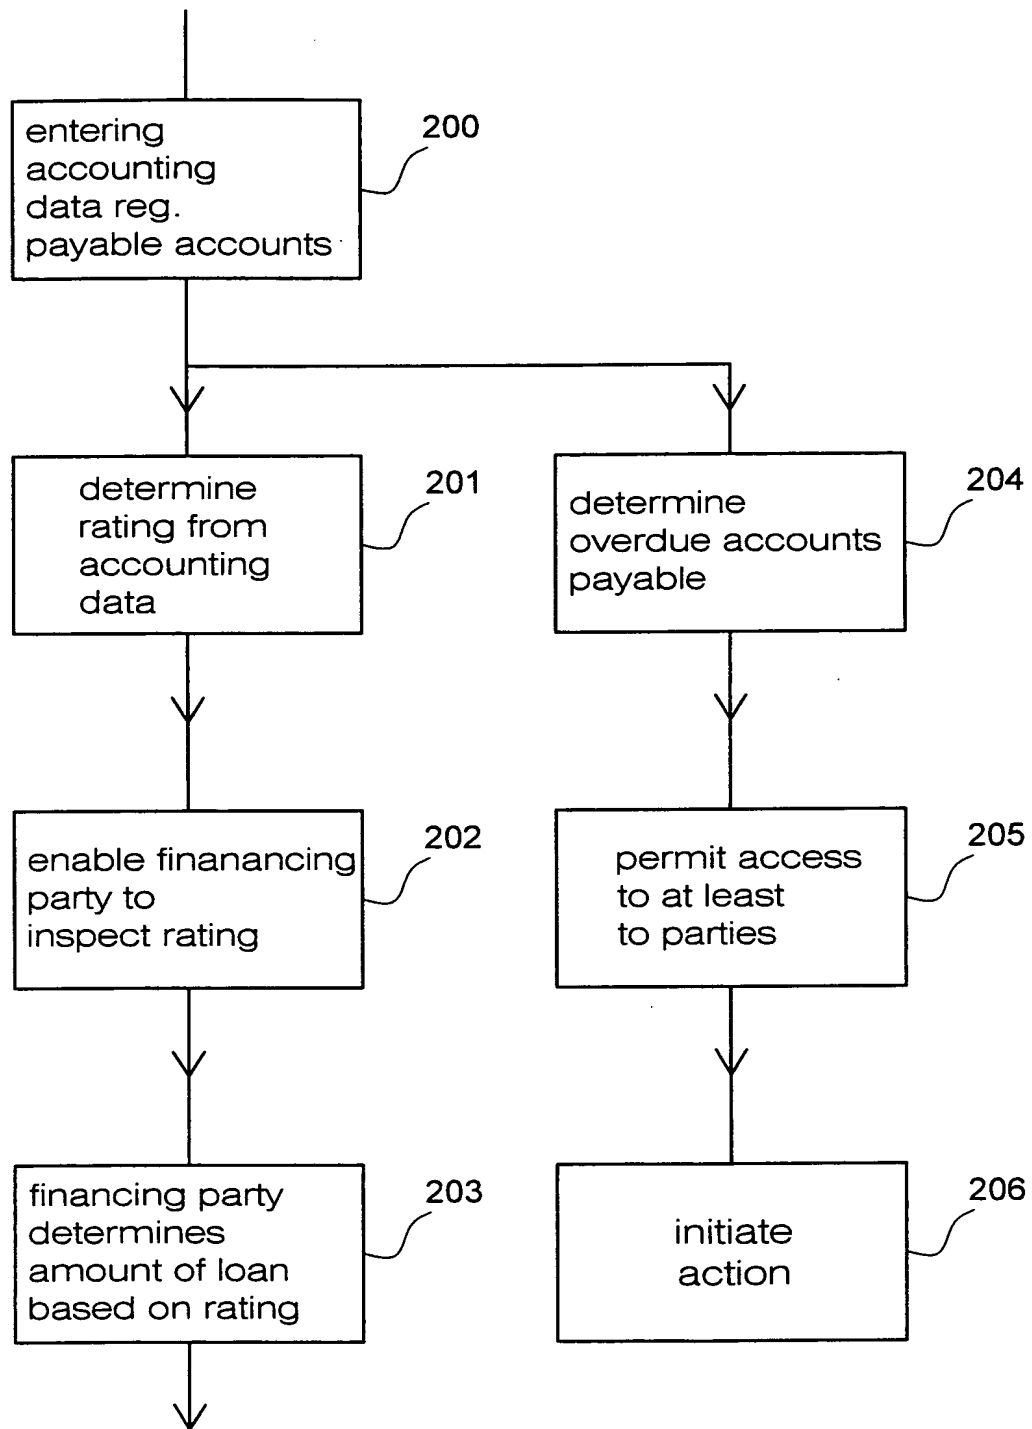 entering
accounting
data reg.
payable accounts
200
determine
rating from
accounting
data
201
enable finanancing
party to
inspect rating
202
financing party
determines
amount of loan
based on rating
203
determine
overdue accounts
payable
204
permit access
to at least
to parties
205
initiate
action
206